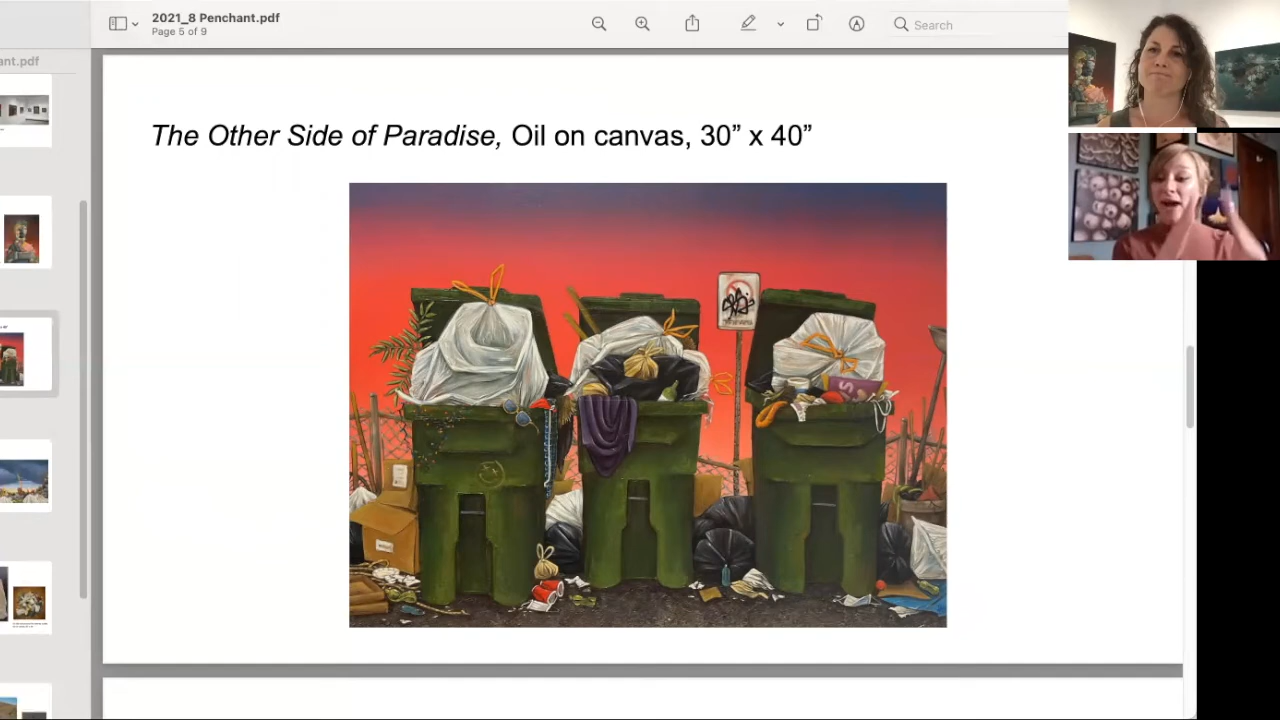 2021_8 Penchant.pdf
Page 5 of 9
Search
ant.pdf
The Other Side of Paradise, Oil on canvas, 30” x 40”